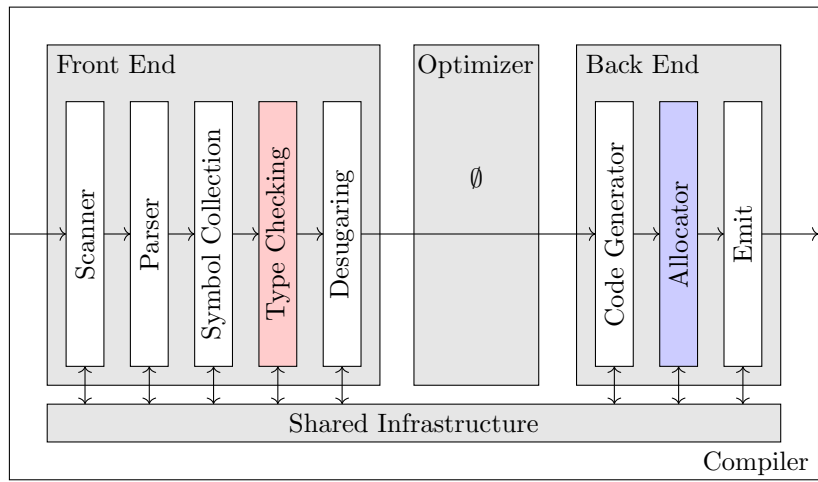 Front End
Optimizer
Back End
Scanner
Parser
Symbol Collection
Type Checking
Desugaring
∅
Code Generator
Allocator
Emit
Shared Infrastructure
Compiler